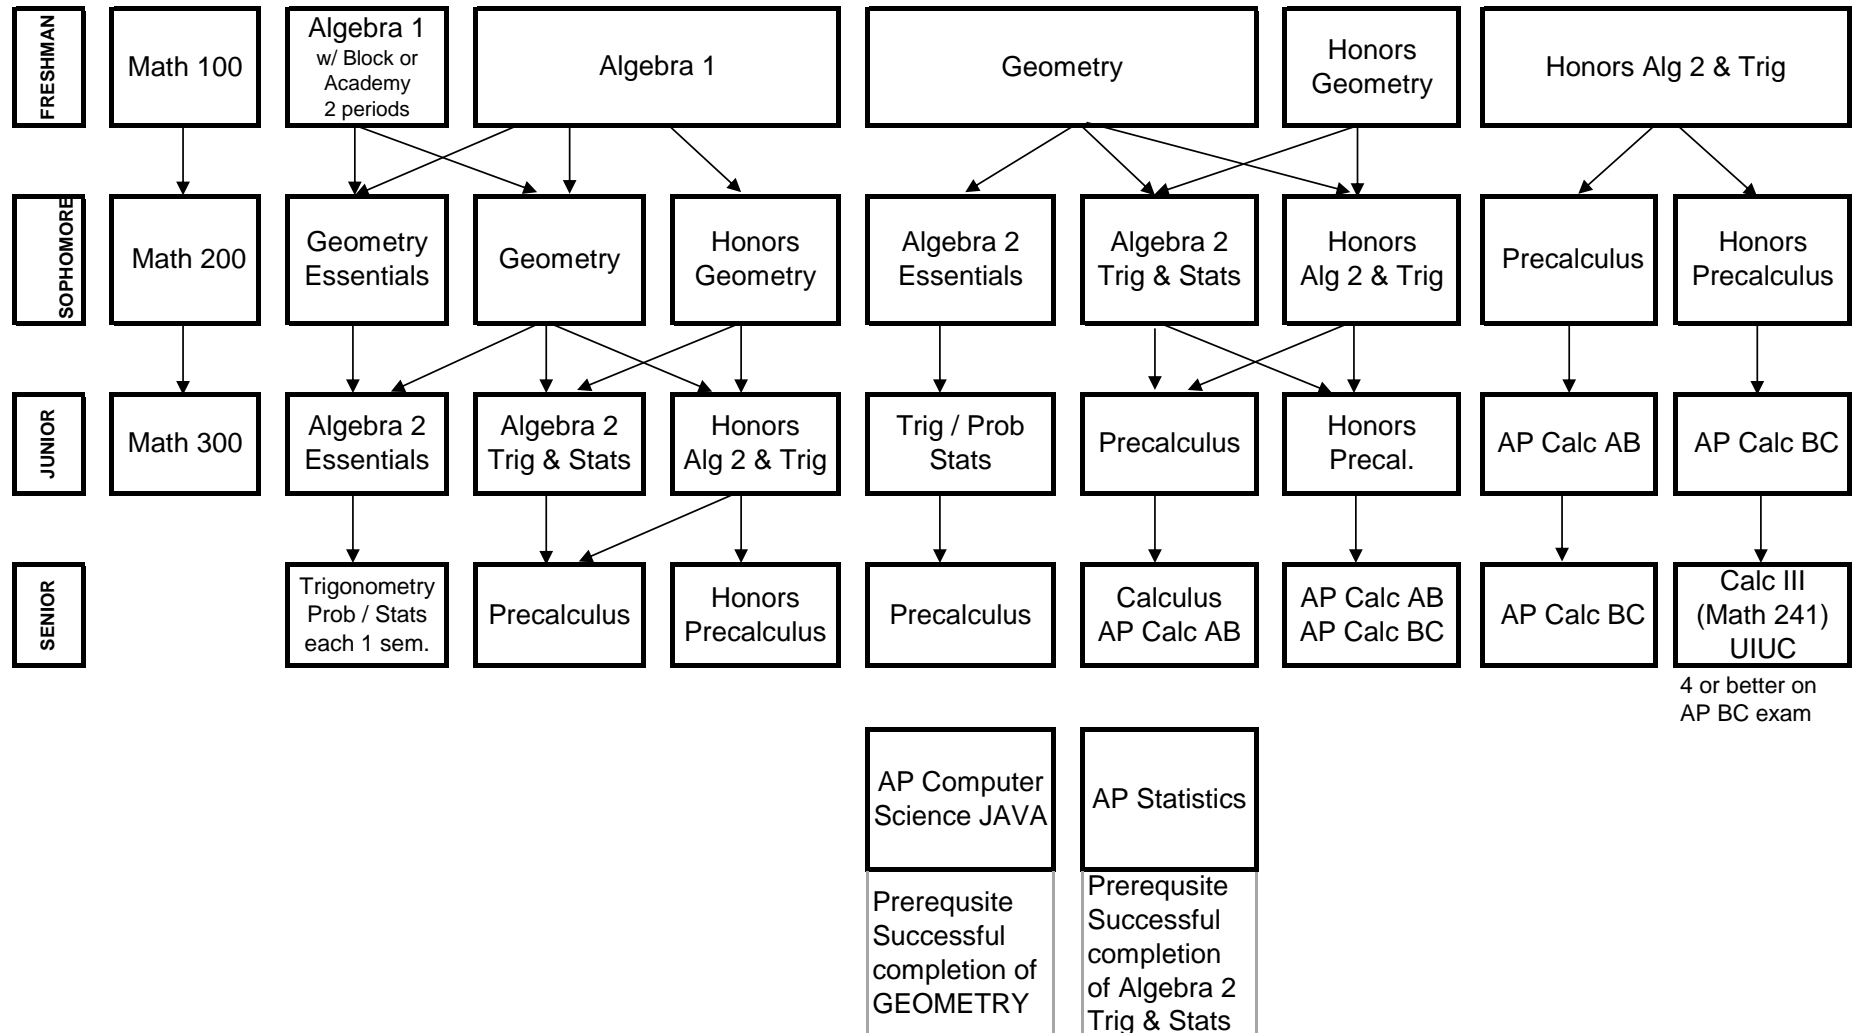 FRESHMAN
Math 100
Algebra 1
w/ Block or
Academy
2 periods
Algebra 1
Geometry
Honors
Geometry
Honors Alg 2 & Trig
SOPHOMORE
Math 200
Geometry
Essentials
Geometry
Honors
Geometry
Algebra 2
Essentials
Algebra 2
Trig & Stats
Honors
Alg 2 & Trig
Precalculus
Honors
Precalculus
JUNIOR
Math 300
Algebra 2
Essentials
Algebra 2
Trig & Stats
Honors
Alg 2 & Trig
Trig / Prob
Stats
Precalculus
Honors
Precal.
AP Calc AB
AP Calc BC
SENIOR
Trigonometry
Prob / Stats
each 1 sem.
Precalculus
Honors
Precalculus
Precalculus
Calculus
AP Calc AB
AP Calc AB
AP Calc BC
AP Calc BC
Calc III
(Math 241)
UIUC
4 or better on
AP BC exam
AP Computer
Science JAVA
AP Statistics
Prerequsite
Successful
completion of
GEOMETRY
Prerequsite
Successful
completion
of Algebra 2
Trig & Stats